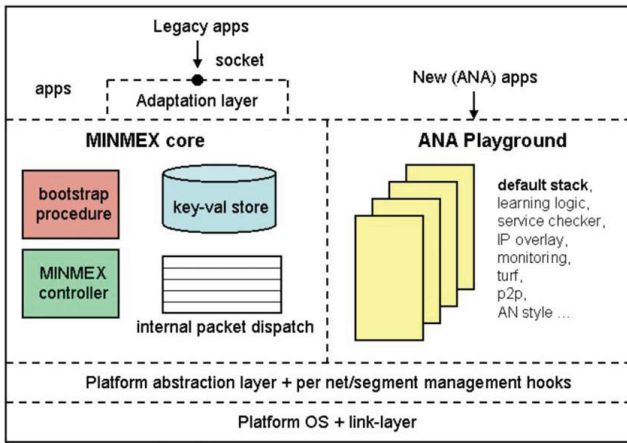 Legacy apps
socket
apps
Adaptation layer
New (ANA) apps
MINMEX core
bootstrap
procedure
key-val store
MINMEX
controller
internal packet dispatch
ANA Playground
default stack,
learning logic,
service checker,
IP overlay,
monitoring,
turf,
p2p,
AN style ...
Platform abstraction layer + per net/segment management hooks
Platform OS + link-layer